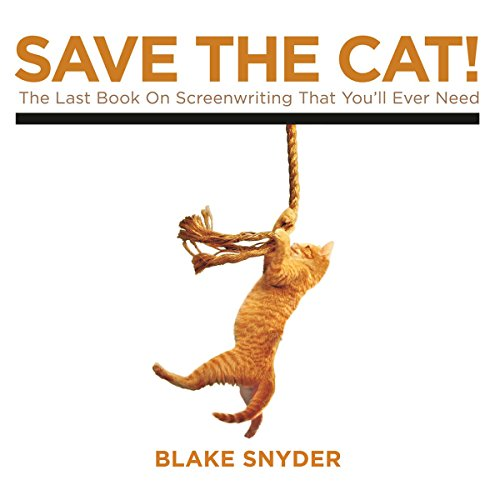 SAVE THE CAT!
The Last Book On Screenwriting That You'll Ever Need
BLAKE SNYDER